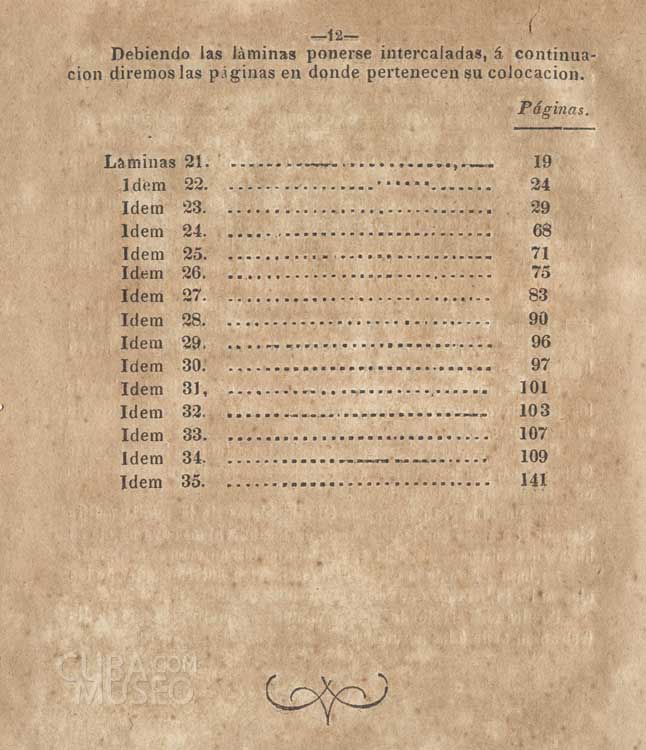 —12—
Debiendo las làminas ponerse intercaladas, á continua-
cion diremos las páginas en donde pertenecen su colocacion.
Páginas.
Làminas 21. 19
Idem 22. 24
Idem 23. 29
Idem 24. 68
Idem 25. 71
Idem 26. 75
Idem 27. 83
Idem 28. 90
Idem 29. 96
Idem 30. 97
Idem 31, 101
Idem 32. 103
Idem 33. 107
Idem 34. 109
Idem 35. 141
CUBA.COM
MUSEO